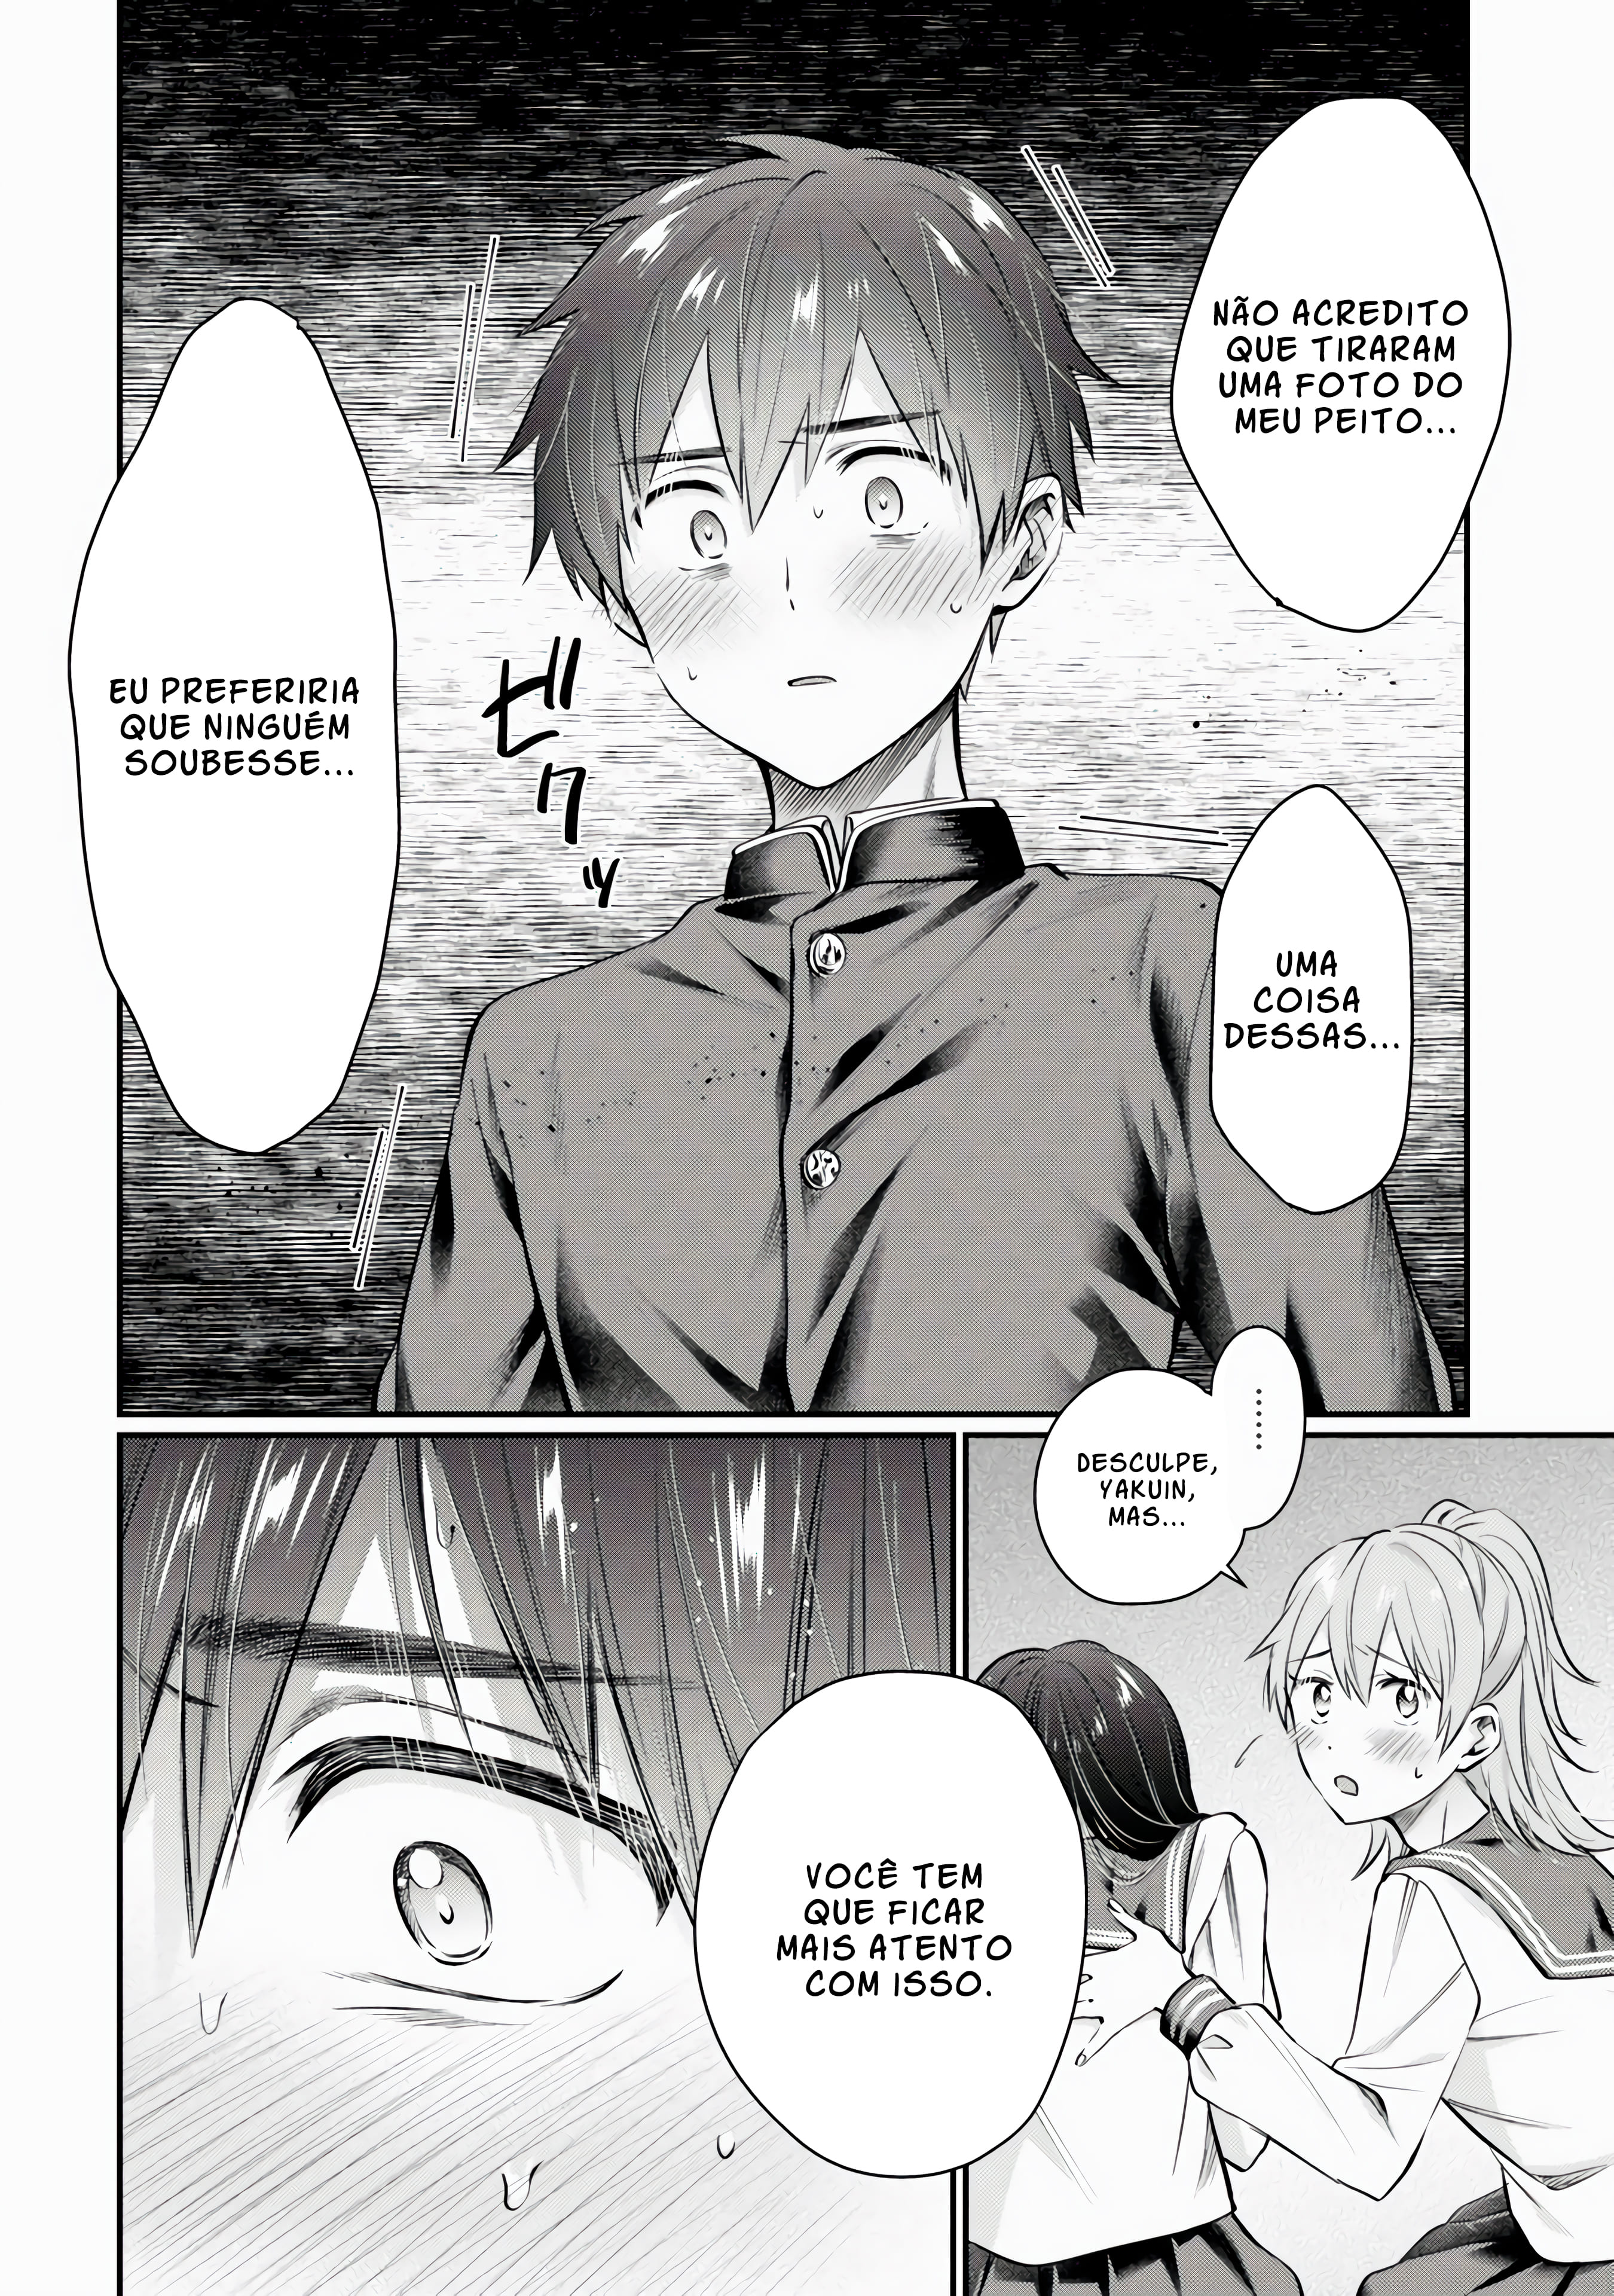 NÃO ACREDITO
QUE TIRARAM
UMA FOTO DO
MEU PEITO...
UMA
COISA
DESSAS...
EU PREFERIRIA
QUE NINGUÉM
SOUBESSE...
ビクッ
......
DESCULPE,
YAKUIN,
MAS...
VOCÊ TEM
QUE FICAR
MAIS ATENTO
COM ISSO.